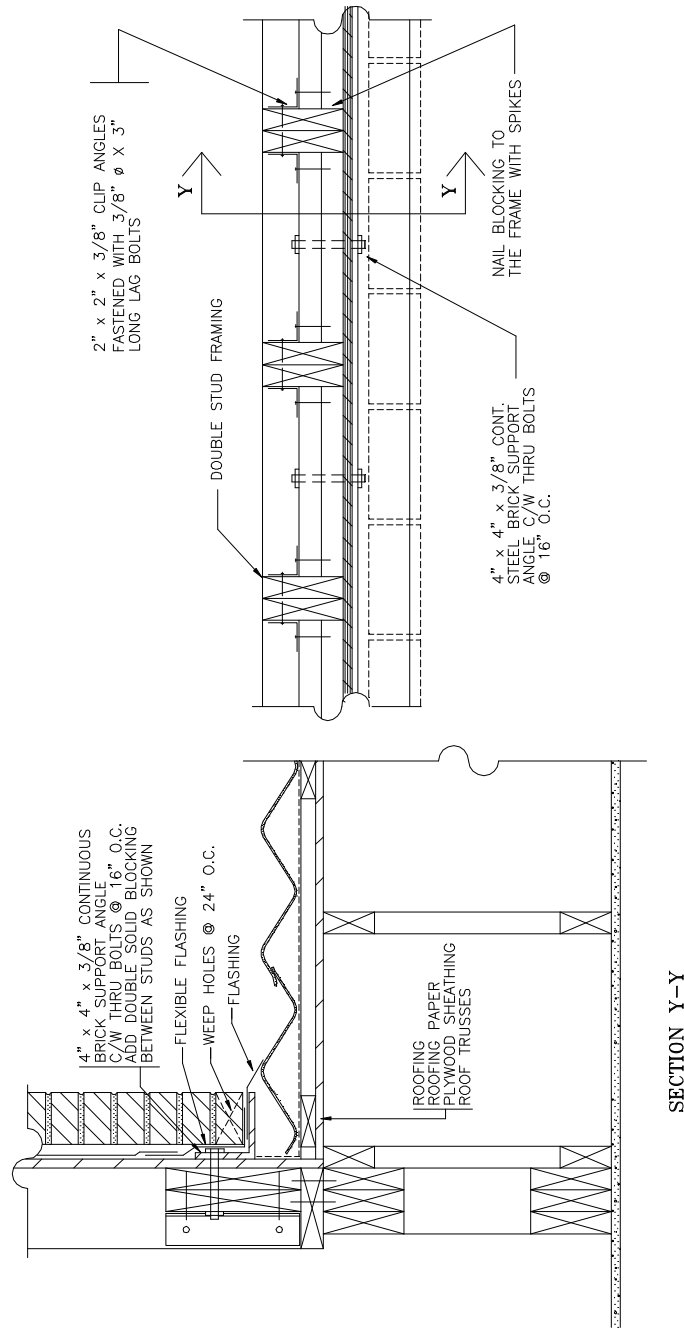 4" x 4" x 3/8" CONTINUOUS
BRICK SUPPORT ANGLE
C/W THRU BOLTS @ 16" O.C.
ADD DOUBLE SOLID BLOCKING
BETWEEN STUDS AS SHOWN
FLEXIBLE FLASHING
WEEP HOLES @ 24" O.C.
FLASHING
ROOFING
ROOFING PAPER
PLYWOOD SHEATHING
ROOF TRUSSES
SECTION Y-Y
2" x 2" x 3/8" CLIP ANGLES
FASTENED WITH 3/8" ø X 3"
LONG LAG BOLTS
DOUBLE STUD FRAMING
Y
Y
4" x 4" x 3/8" CONT.
STEEL BRICK SUPPORT
ANGLE C/W THRU BOLTS
@ 16" O.C.
NAIL BLOCKING TO
THE FRAME WITH SPIKES